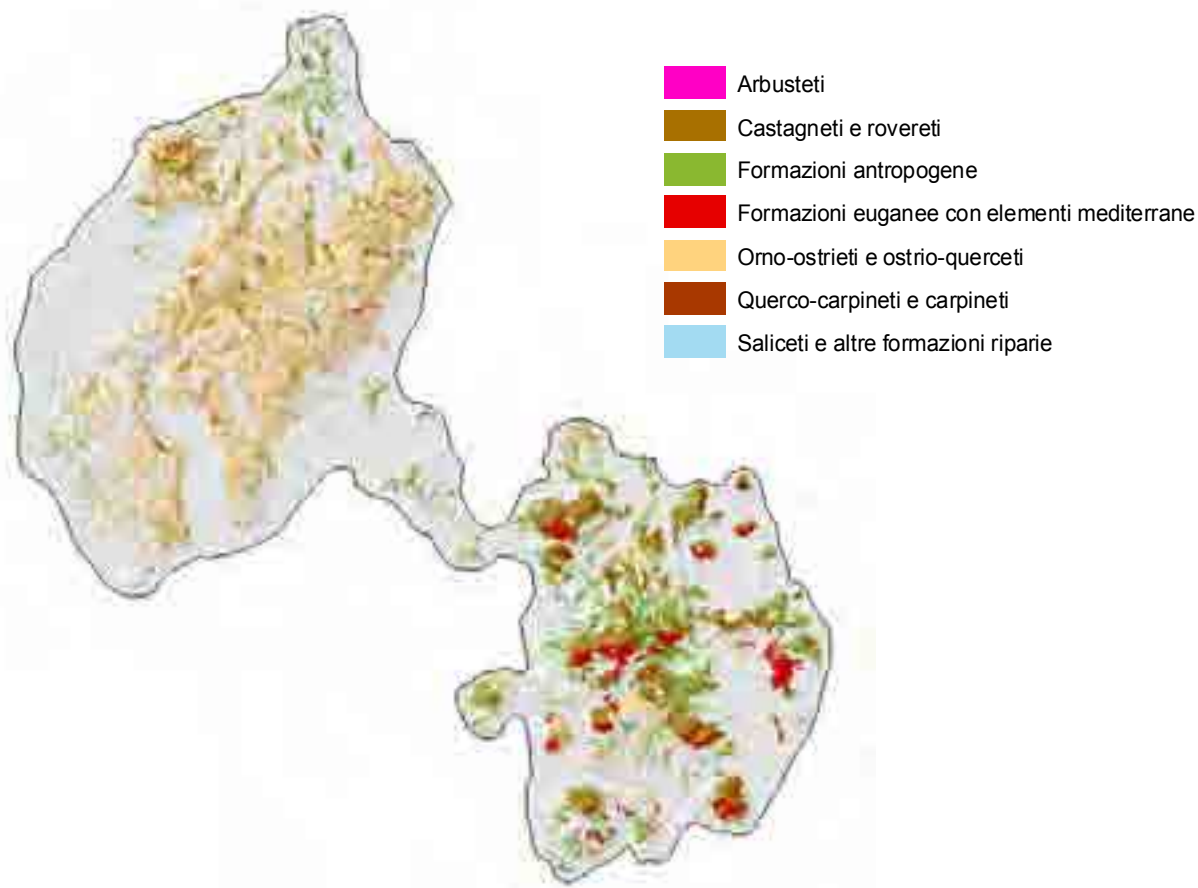 Arbusteti
Castagneti e rovereti
Formazioni antropogene
Formazioni euganee con elementi mediterrane
Orno-ostrieti e ostrio-querceti
Querco-carpineti e carpineti
Saliceti e altre formazioni riparie